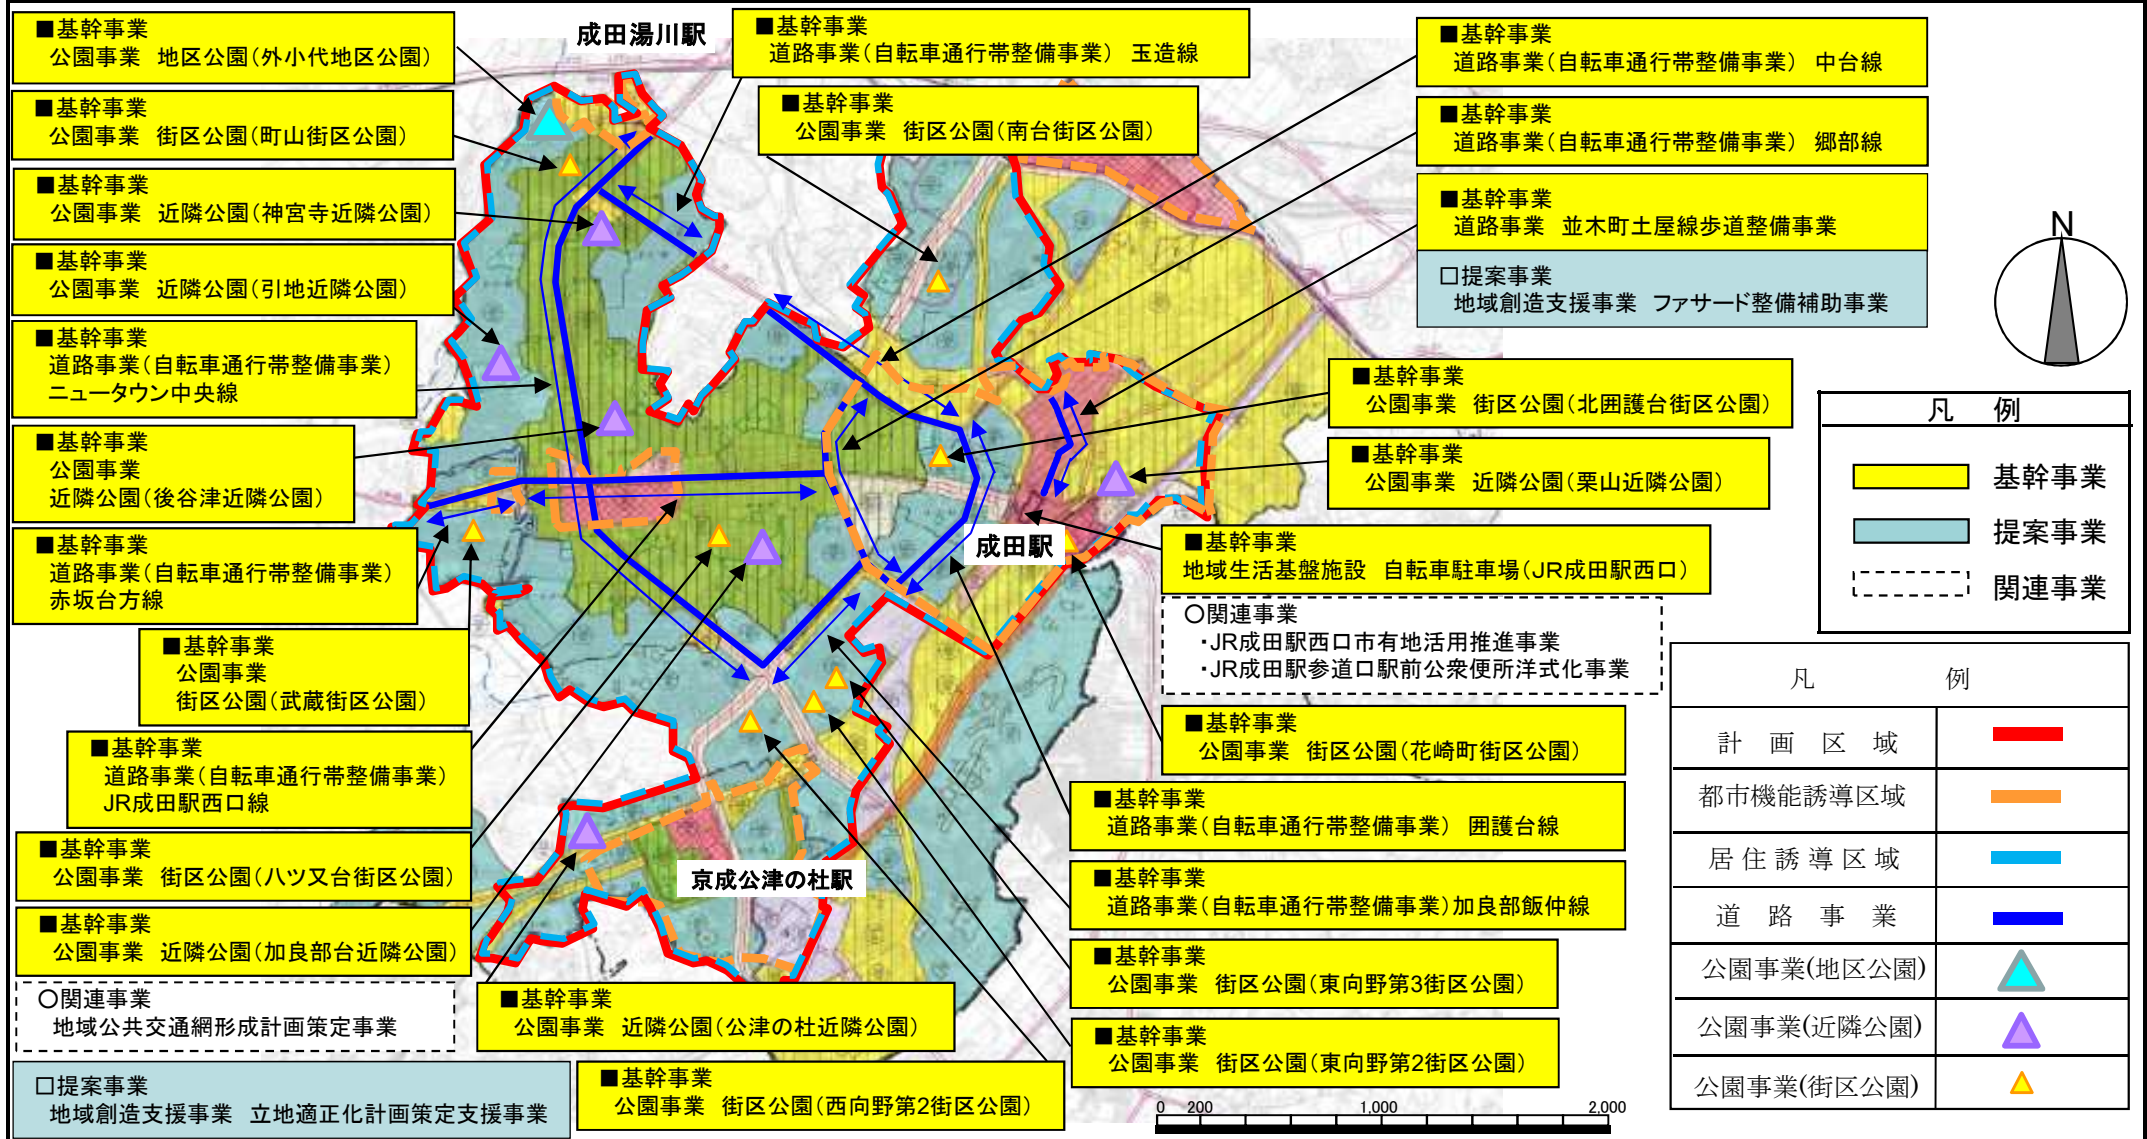 ■基幹事業
公園事業　地区公園(外小代地区公園)
■基幹事業
公園事業　街区公園(町山街区公園)
■基幹事業
公園事業　近隣公園(神宮寺近隣公園)
■基幹事業
公園事業　近隣公園(引地近隣公園)
■基幹事業
道路事業(自転車通行帯整備事業)
ニュータウン中央線
■基幹事業
公園事業
近隣公園(後谷津近隣公園)
■基幹事業
道路事業(自転車通行帯整備事業)
赤坂台方線
■基幹事業
公園事業
街区公園(武蔵街区公園)
■基幹事業
道路事業(自転車通行帯整備事業)
JR成田駅西口線
■基幹事業
公園事業　街区公園(八ツ又台街区公園)
■基幹事業
公園事業　近隣公園(加良部台近隣公園)
○関連事業
地域公共交通網形成計画策定事業
□提案事業
地域創造支援事業　立地適正化計画策定支援事業
成田湯川駅
■基幹事業
道路事業(自転車通行帯整備事業)　玉造線
■基幹事業
公園事業　街区公園(南台街区公園)
■基幹事業
道路事業(自転車通行帯整備事業)　中台線
■基幹事業
道路事業(自転車通行帯整備事業)　郷部線
■基幹事業
道路事業　並木町土屋線歩道整備事業
□提案事業
地域創造支援事業　ファサード整備補助事業
■基幹事業
公園事業　街区公園(北囲護台街区公園)
■基幹事業
公園事業　近隣公園(栗山近隣公園)
成田駅
■基幹事業
地域生活基盤施設　自転車駐車場(JR成田駅西口)
○関連事業
・JR成田駅西口市有地活用推進事業
・JR成田駅参道口駅前公衆便所洋式化事業
■基幹事業
公園事業　街区公園(花崎町街区公園)
■基幹事業
道路事業(自転車通行帯整備事業)　囲護台線
■基幹事業
道路事業(自転車通行帯整備事業)加良部飯仲線
■基幹事業
公園事業　街区公園(東向野第3街区公園)
■基幹事業
公園事業　街区公園(東向野第2街区公園)
京成公津の杜駅
■基幹事業
公園事業　近隣公園(公津の杜近隣公園)
■基幹事業
公園事業　街区公園(西向野第2街区公園)
0 200 1,000 2,000
N
凡　例
基幹事業
提案事業
関連事業
凡　例
計画区域
都市機能誘導区域
居住誘導区域
道路事業
公園事業(地区公園)
公園事業(近隣公園)
公園事業(街区公園)